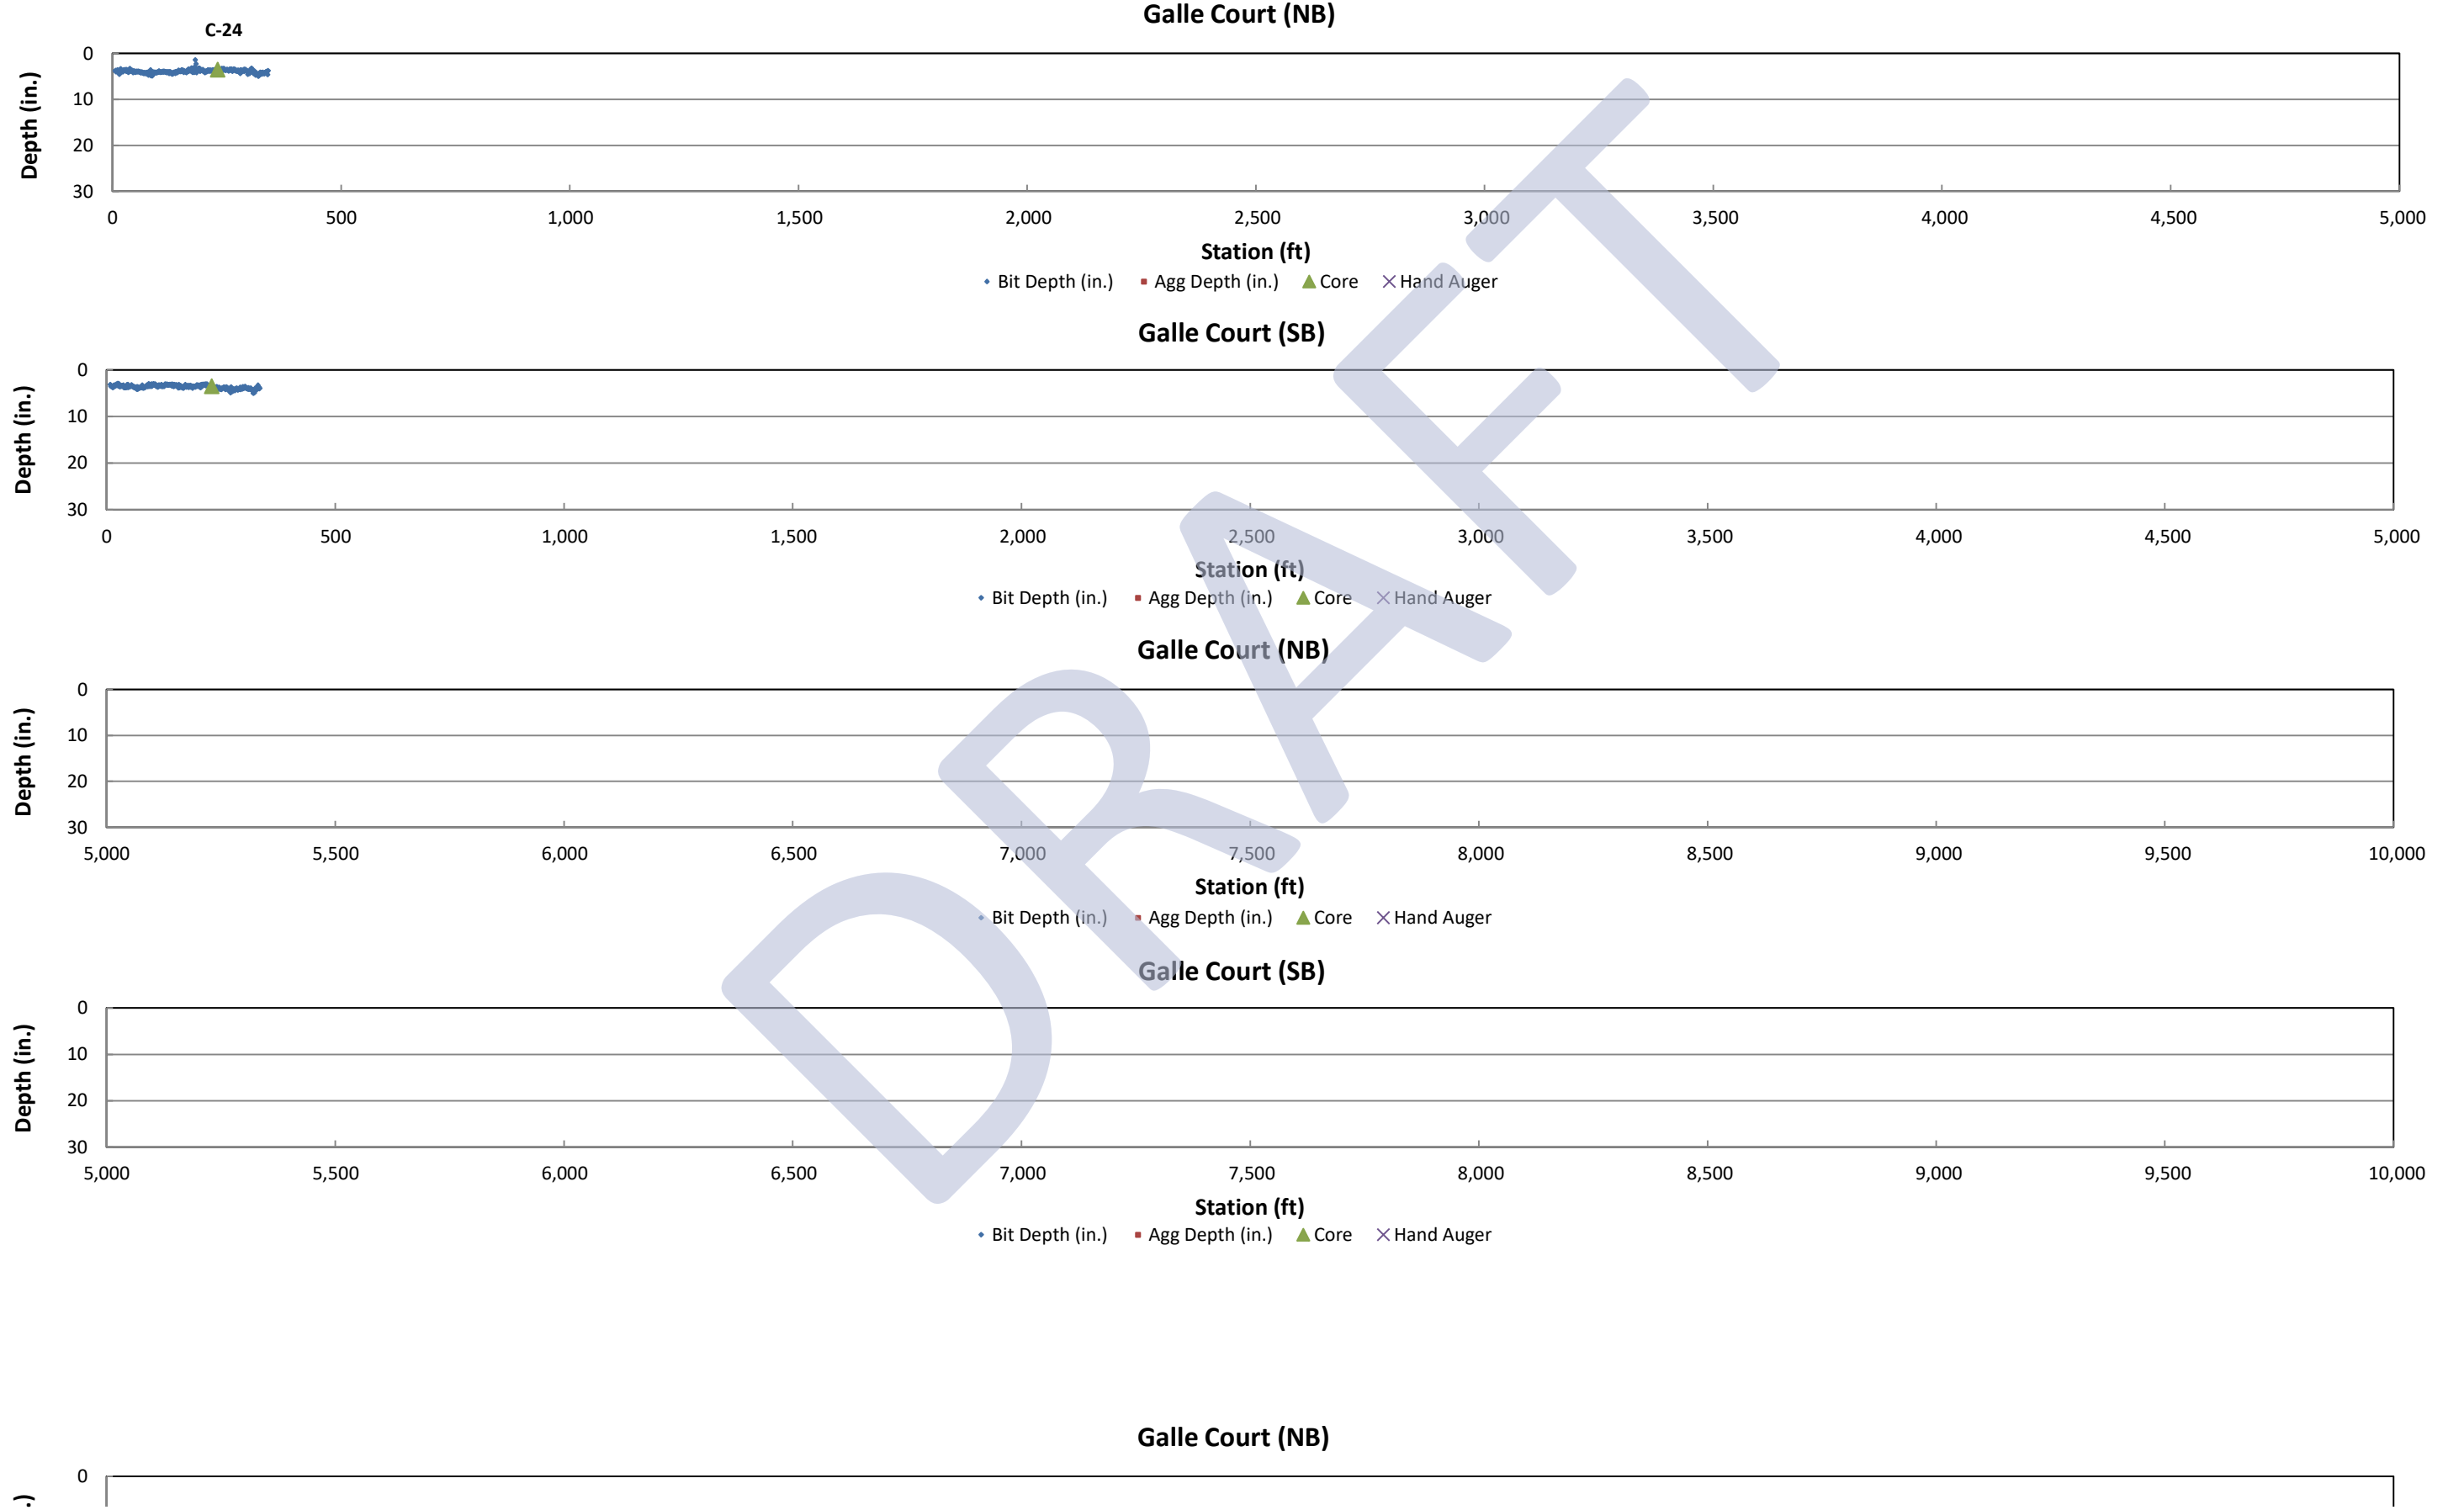 Galle Court (NB)
C-24
0
10
20
30
Depth (in.)
0 500 1,000 1,500 2,000 2,500 3,000 3,500 4,000 4,500 5,000
Station (ft)
Bit Depth (in.) Agg Depth (in.) Core Hand Auger
Galle Court (SB)
0
10
20
30
Depth (in.)
0 500 1,000 1,500 2,000 2,500 3,000 3,500 4,000 4,500 5,000
Station (ft)
Bit Depth (in.) Agg Depth (in.) Core Hand Auger
Galle Court (NB)
0
10
20
30
Depth (in.)
5,000 5,500 6,000 6,500 7,000 7,500 8,000 8,500 9,000 9,500 10,000
Station (ft)
Bit Depth (in.) Agg Depth (in.) Core Hand Auger
Galle Court (SB)
0
10
20
30
Depth (in.)
5,000 5,500 6,000 6,500 7,000 7,500 8,000 8,500 9,000 9,500 10,000
Station (ft)
Bit Depth (in.) Agg Depth (in.) Core Hand Auger
Galle Court (NB)
0
DRAFT